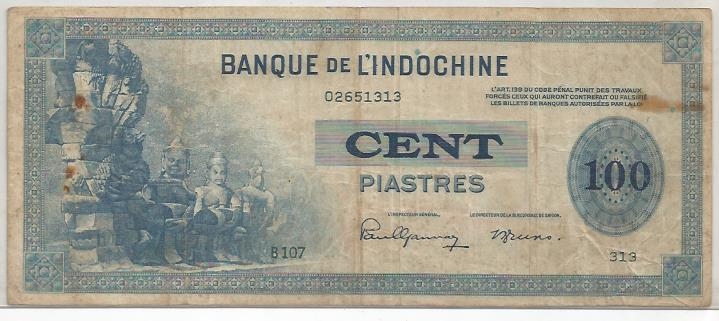 BANQUE DE L'INDOCHINE
02651313
L'ART. 139 DU CODE PÉNAL PUNIT DES TRAVAUX
FORCÉS CEUX QUI AURONT CONTREFAIT OU FALSIFIÉ
LES BILLETS DE BANQUES AUTORISÉES PAR LA LOI
CENT
PIASTRES
100
L'INSPECTEUR GÉNÉRAL,
LE DIRECTEUR DE LA SUCCURSALE DE SAIGON,
B 107
313